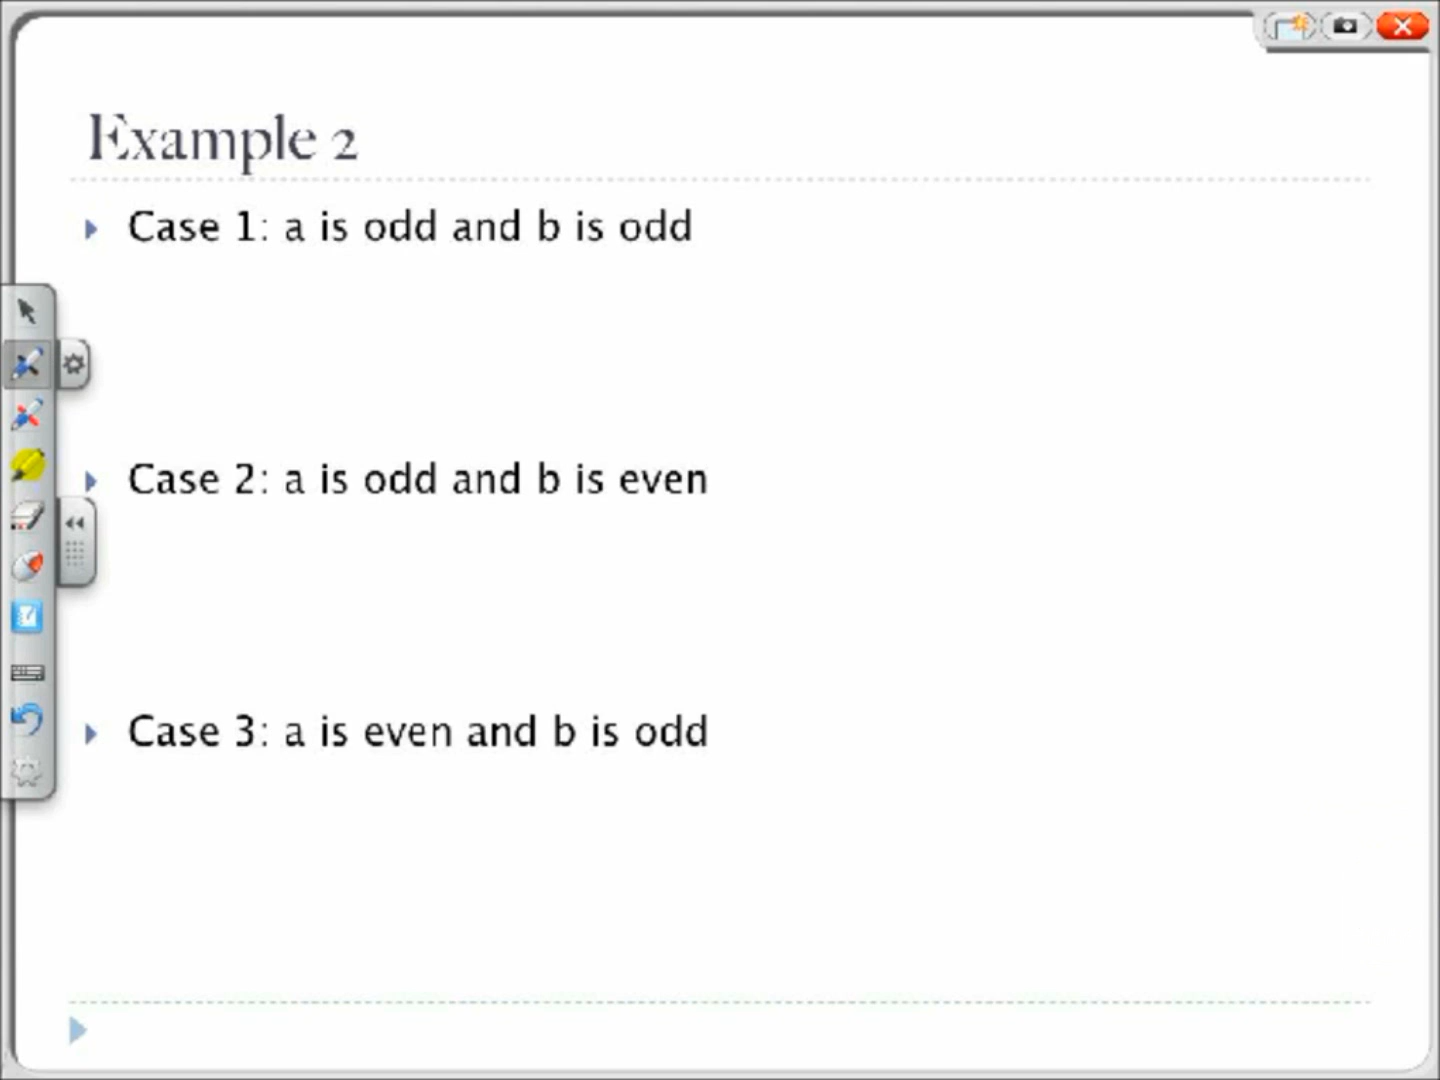 Example 2
Case 1: a is odd and b is odd
Case 2: a is odd and b is even
Case 3: a is even and b is odd